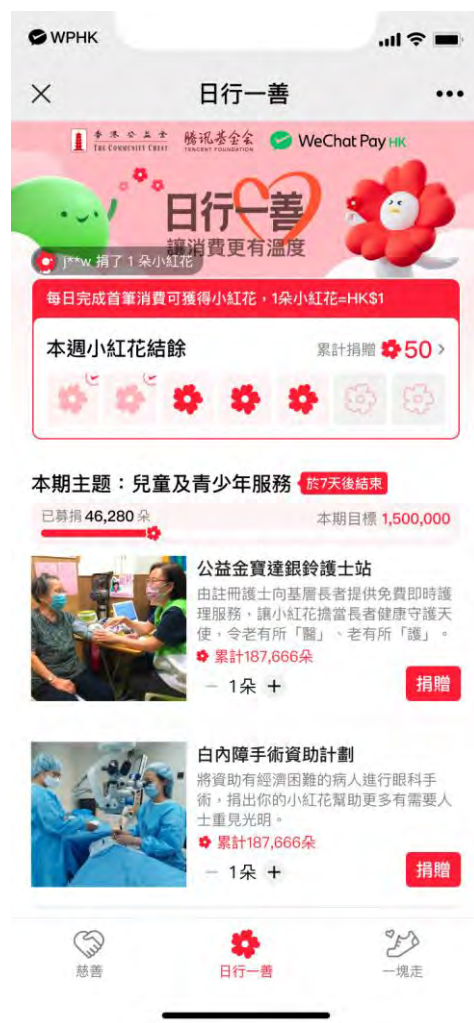 WPHK
日行一善
香港公益金
THE COMMUNITY CHEST
腾讯基金会
TENCENT FOUNDATION
WeChat Pay HK
日行一善
讓消費更有溫度
j**w 捐了 1 朵小紅花
每日完成首筆消費可獲得小紅花，1朵小紅花=HK$1
本週小紅花結餘
累計捐贈 50 >
本期主題：兒童及青少年服務
於7天後結束
已募捐 46,280 朵
本期目標 1,500,000
公益金寶達銀鈴護士站
由註冊護士向基層長者提供免費即時護
理服務、讓小紅花擔當長者健康守護天
使，令老有所「醫」、老有所「護」。
累計187,666朵
− 1朵 +
捐贈
白內障手術資助計劃
將資助有經濟困難的病人進行眼科手
術，捐出你的小紅花幫助更多有需要人
士重見光明。
累計187,666朵
− 1朵 +
捐贈
慈善
日行一善
一塊走